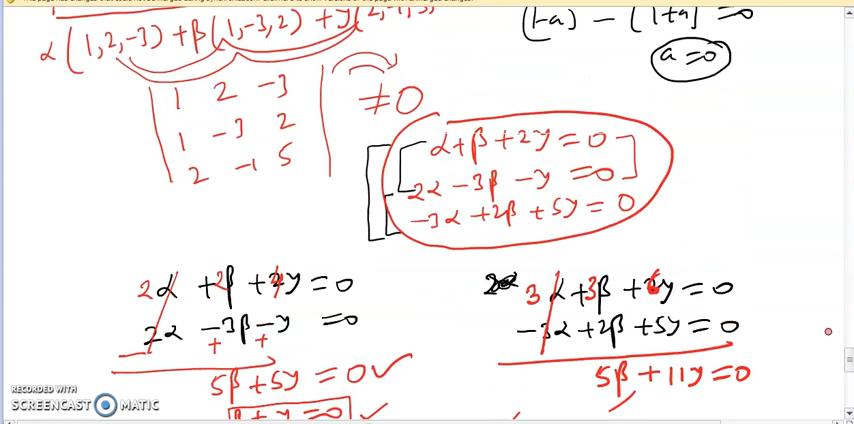 (1-a) - (1+a) = 0
a = 0
α(1,2,-3) + β(1,-3,2) + γ(2,-1,5)
| 1 2 -3 |
| 1 -3 2 | ≠ 0
| 2 -1 5 |
α + β + 2γ = 0
2α - 3β - γ = 0
-3α + 2β + 5γ = 0
2α + 2β + 4γ = 0
2α - 3β - γ = 0
+ +
5β + 5γ = 0 ✓
β + γ = 0 ✓
3α + 3β + 6γ = 0
-3α + 2β + 5γ = 0
5β + 11γ = 0
RECORDED WITH
SCREENCAST MATIC